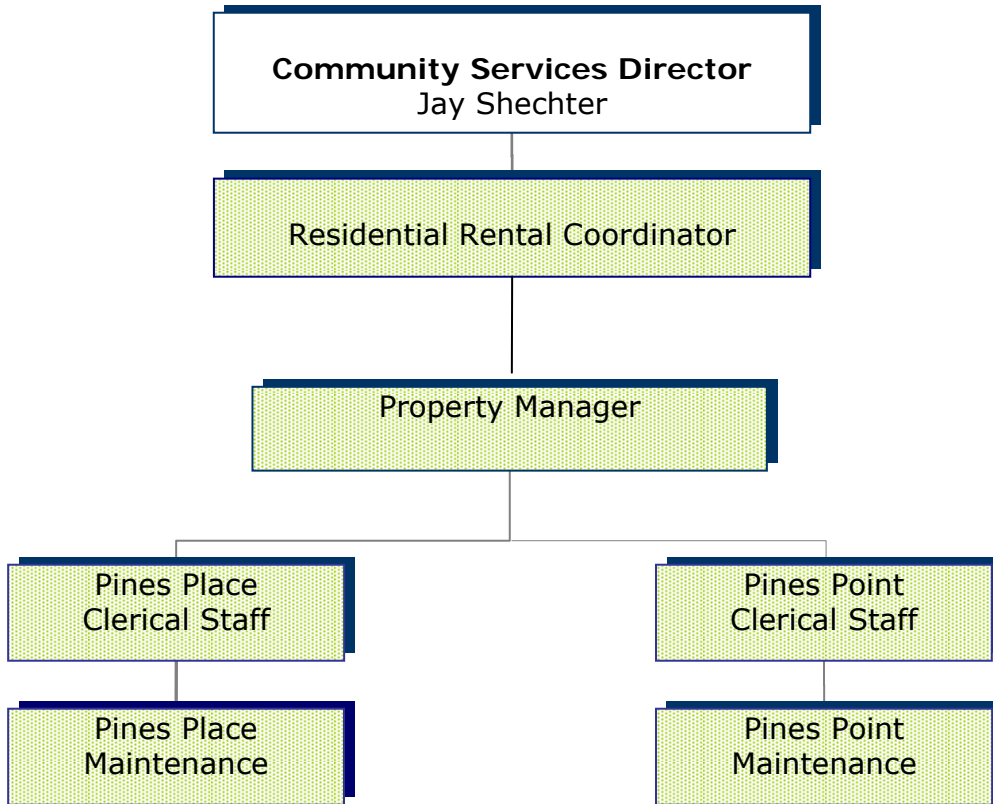 Community Services Director
Jay Shechter
Residential Rental Coordinator
Property Manager
Pines Place
Clerical Staff
Pines Point
Clerical Staff
Pines Place
Maintenance
Pines Point
Maintenance